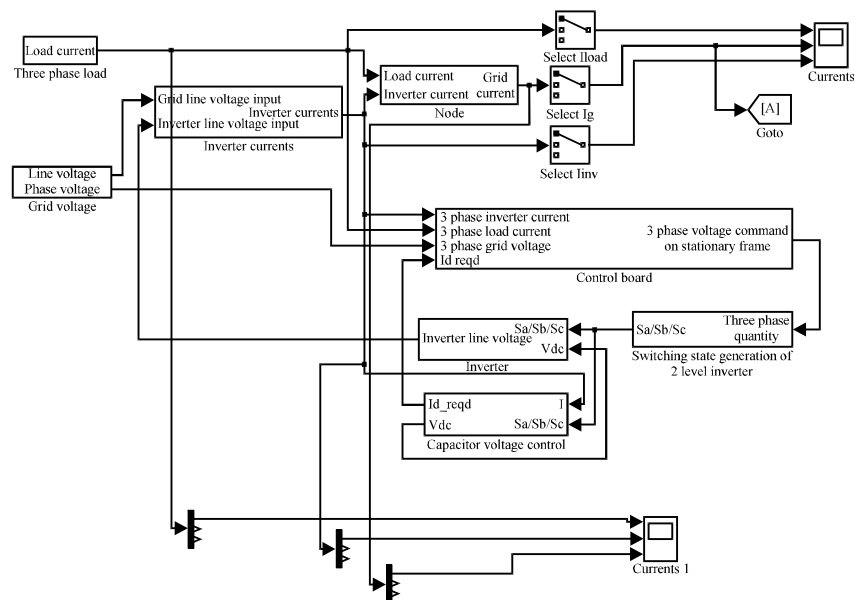 Load current
Three phase load
Grid line voltage input
Inverter currents
Inverter line voltage input
Inverter currents
Line voltage
Phase voltage
Grid voltage
Load current
Grid
current
Inverter current
Node
Select Iload
Select Ig
Select Iinv
Currents
[A]
Goto
3 phase inverter current
3 phase load current
3 phase grid voltage
Id reqd
3 phase voltage command
on stationary frame
Control board
Sa/Sb/Sc
Inverter line voltage
Vdc
Inverter
Sa/Sb/Sc
Three phase
quantity
Switching state generation of
2 level inverter
Id_reqd
I
Vdc
Sa/Sb/Sc
Capacitor voltage control
Currents 1